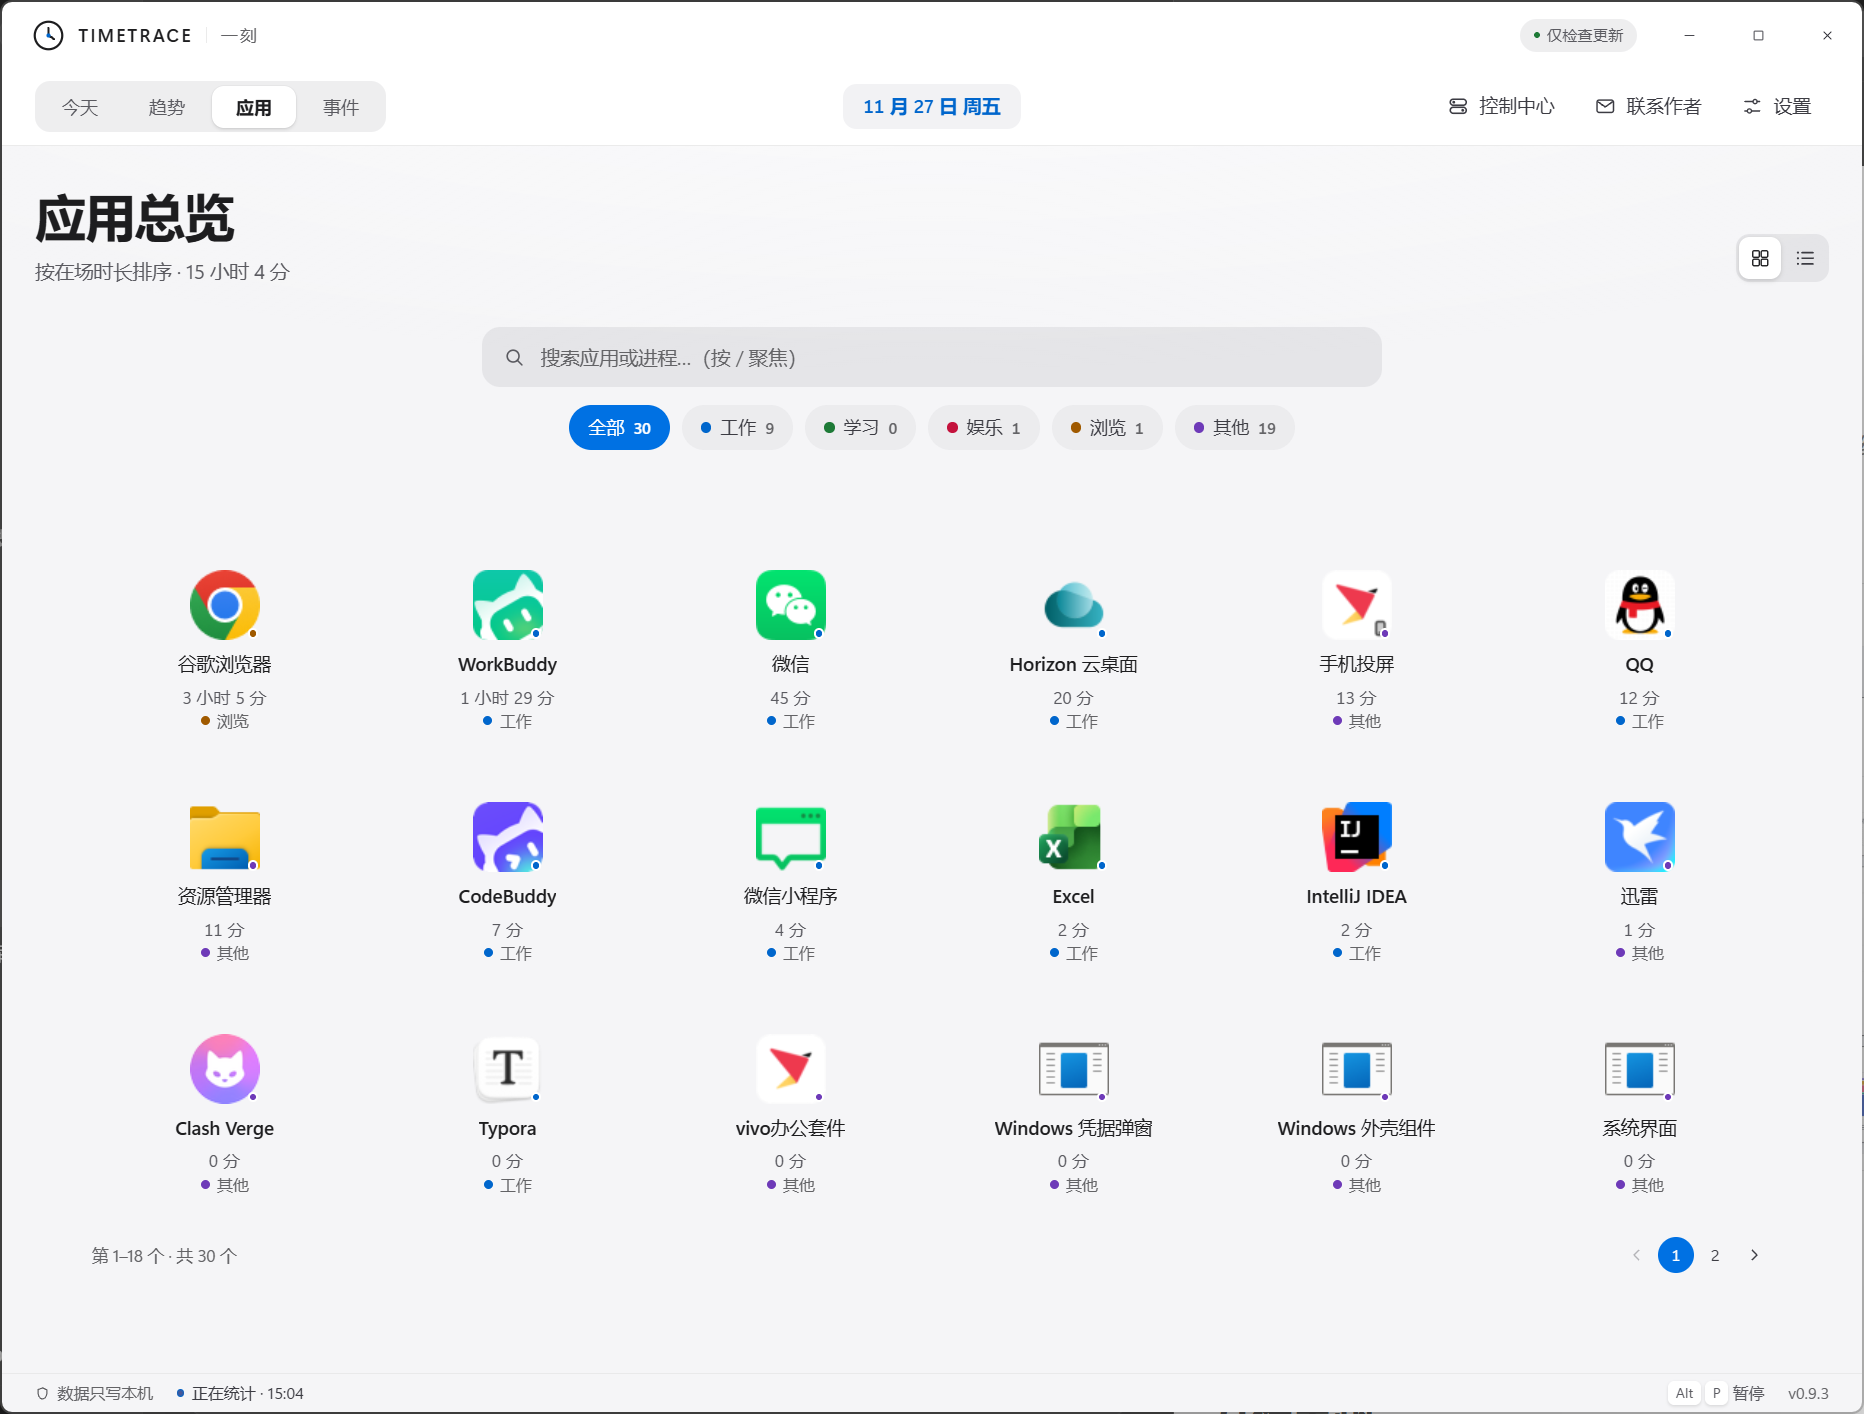 TIMETRACE 一刻
仅检查更新
今天 趋势 应用 事件
11 月 27 日 周五
控制中心 联系作者 设置
应用总览
按在场时长排序 · 15 小时 4 分
搜索应用或进程... (按 / 聚焦)
全部 30 工作 9 学习 0 娱乐 1 浏览 1 其他 19
谷歌浏览器 WorkBuddy 微信 Horizon 云桌面 手机投屏 QQ
3 小时 5 分 1 小时 29 分 45 分 20 分 13 分 12 分
浏览 工作 工作 工作 其他 工作
X IJ
资源管理器 CodeBuddy 微信小程序 Excel IntelliJ IDEA 迅雷
11 分 7 分 4 分 2 分 2 分 1 分
其他 工作 工作 工作 工作 其他
T
Clash Verge Typora vivo办公套件 Windows 凭据弹窗 Windows 外壳组件 系统界面
0 分 0 分 0 分 0 分 0 分 0 分
其他 工作 其他 其他 其他 其他
第 1–18 个 · 共 30 个
1 2
数据只写本机 正在统计 · 15:04
Alt P 暂停 v0.9.3